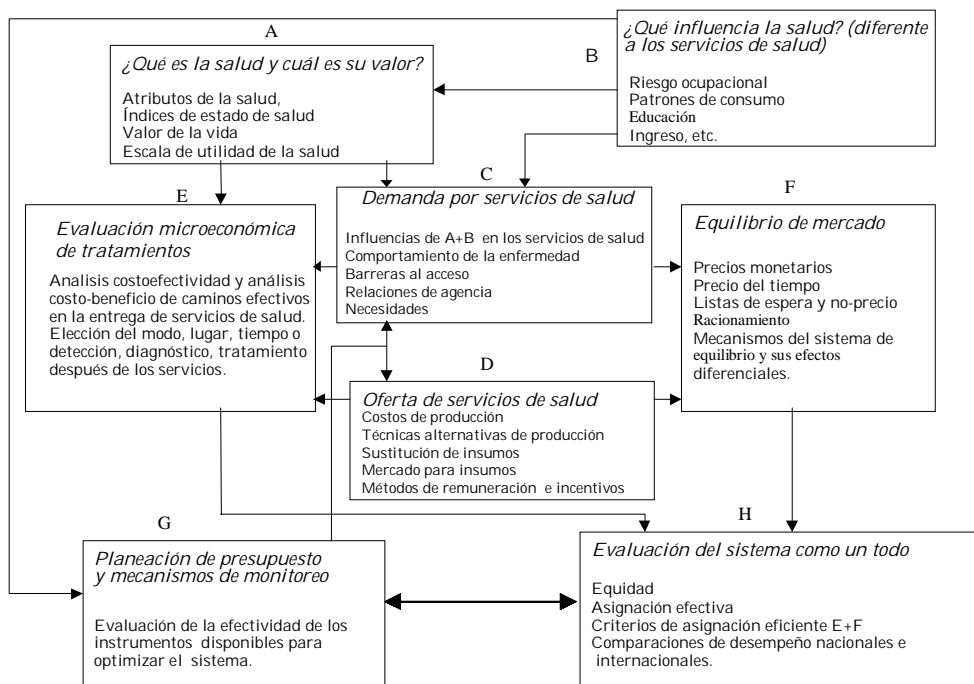 A
¿Qué es la salud y cuál es su valor?
Atributos de la salud,
Índices de estado de salud
Valor de la vida
Escala de utilidad de la salud
B
¿Qué influencia la salud? (diferente
a los servicios de salud)
Riesgo ocupacional
Patrones de consumo
Educación
Ingreso, etc.
C
Demanda por servicios de salud
Influencias de A+B en los servicios de salud
Comportamiento de la enfermedad
Barreras al acceso
Relaciones de agencia
Necesidades
E
Evaluación microeconómica
de tratamientos
Analisis costoefectividad y análisis
costo-beneficio de caminos efectivos
en la entrega de servicios de salud.
Elección del modo, lugar, tiempo o
detección, diagnóstico, tratamiento
después de los servicios.
F
Equilibrio de mercado
Precios monetarios
Precio del tiempo
Listas de espera y no-precio
Racionamiento
Mecanismos del sistema de
equilibrio y sus efectos
diferenciales.
D
Oferta de servicios de salud
Costos de producción
Técnicas alternativas de producción
Sustitución de insumos
Mercado para insumos
Métodos de remuneración e incentivos
G
Planeación de presupuesto
y mecanismos de monitoreo
Evaluación de la efectividad de los
instrumentos disponibles para
optimizar el sistema.
H
Evaluación del sistema como un todo
Equidad
Asignación efectiva
Criterios de asignación eficiente E+F
Comparaciones de desempeño nacionales e
internacionales.